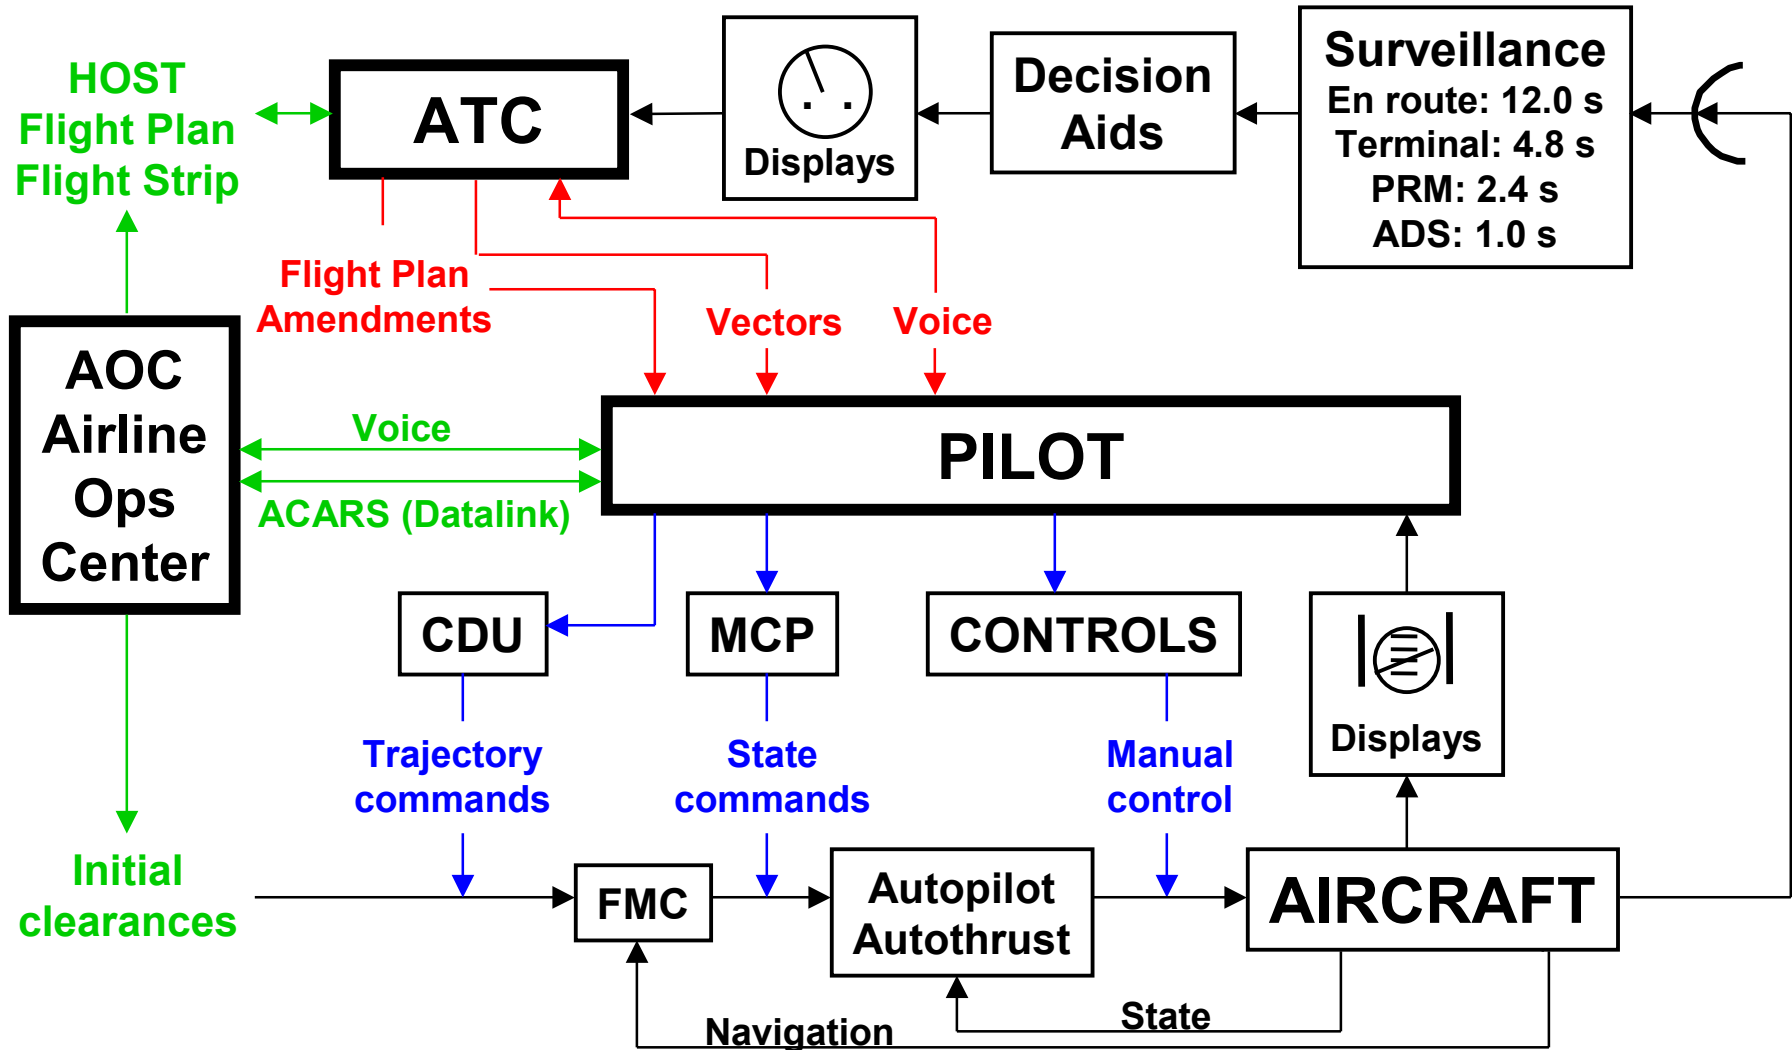 HOST
Flight Plan
Flight Strip
ATC
Displays
Decision
Aids
Surveillance
En route: 12.0 s
Terminal: 4.8 s
PRM: 2.4 s
ADS: 1.0 s
Flight Plan
Amendments
Vectors
Voice
AOC
Airline
Ops
Center
Voice
ACARS (Datalink)
PILOT
CDU
MCP
CONTROLS
Displays
Trajectory
commands
State
commands
Manual
control
Initial
clearances
FMC
Autopilot
Autothrust
AIRCRAFT
State
Navigation